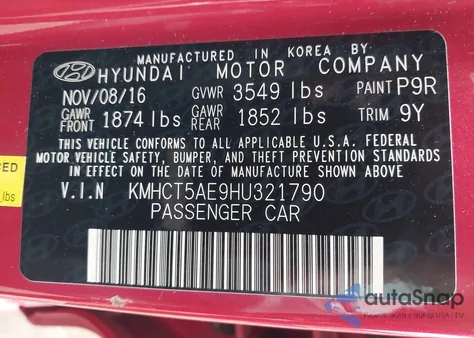 MANUFACTURED IN KOREA BY
HYUNDAI MOTOR COMPANY
NOV/08/16 GVWR 3549 lbs PAINT P9R
GAWR FRONT 1874 lbs GAWR REAR 1852 lbs TRIM 9Y
THIS VEHICLE CONFORMS TO ALL APPLICABLE U.S.A. FEDERAL
MOTOR VEHICLE SAFETY, BUMPER, AND THEFT PREVENTION STANDARDS
IN EFFECT ON THE DATE OF MANUFACTURE SHOWN ABOVE.
V.I.N KMHCT5AE9HU321790
PASSENGER CAR
CED
lbs
autoSnap